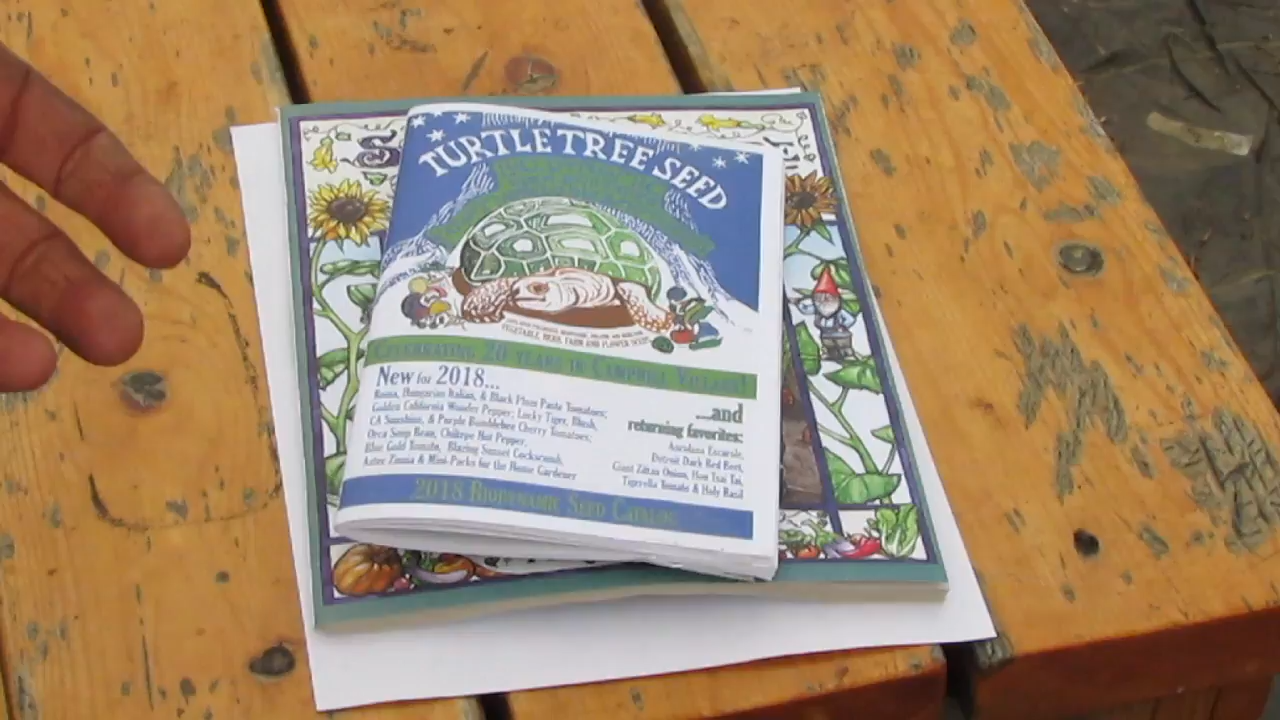 TURTLE TREE SEED
VEGETABLE, HERB, FARM AND FLOWER SEED
CELEBRATING 20 YEARS IN CAMPHILL VILLAGE!
New for 2018...
Roma, Hungarian Italian, & Black Plum Paste Tomatoes;
Golden California Wonder Pepper; Lucky Tiger, Blush,
CA Sunshine, & Purple Bumblebee Cherry Tomatoes;
Orca Soup Bean, Chiltepe Hot Pepper,
Blue Gold Tomato, Blazing Sunset Cockscomb,
Aztec Zinnia & Mini-Packs for the Home Gardener
...and
returning favorites:
Escarole,
Detroit Dark Red Beet,
Giant Zittau Onion, Hon Tsai Tai,
Tigerella Tomato & Holy Basil
2018 BIODYNAMIC SEED CATALOG
S